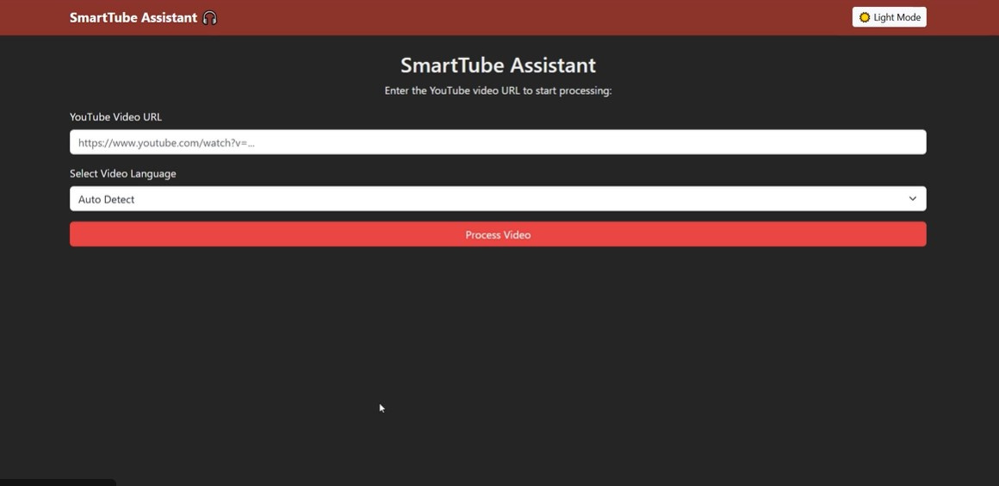 SmartTube Assistant 🎧
Light Mode
SmartTube Assistant
Enter the YouTube video URL to start processing:
YouTube Video URL
https://www.youtube.com/watch?v=...
Select Video Language
Auto Detect
Process Video